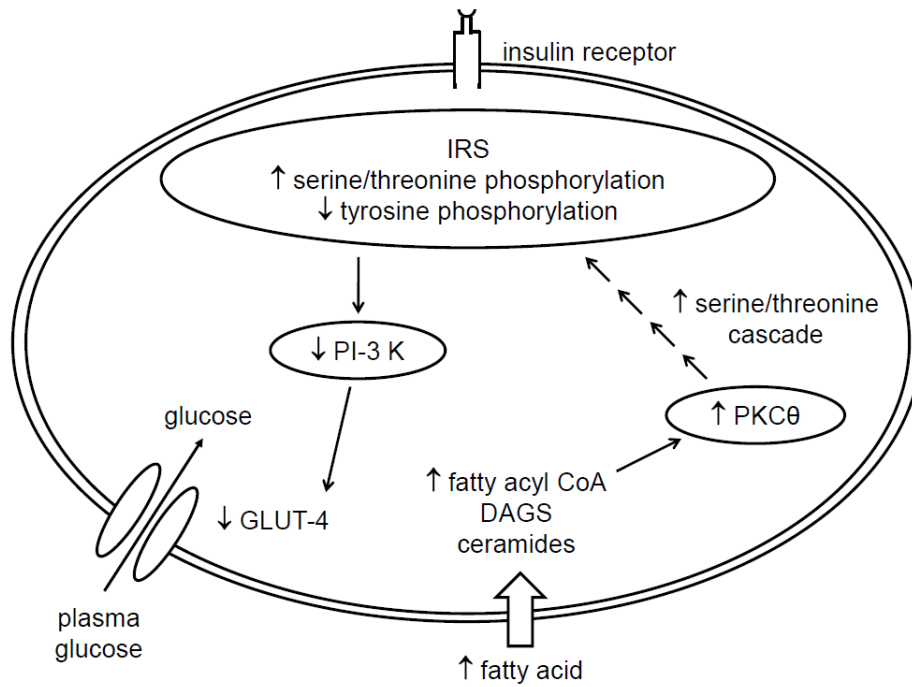 insulin receptor
IRS
↑ serine/threonine phosphorylation
↓ tyrosine phosphorylation
↑ serine/threonine
cascade
↓ PI-3 K
↑ PKCθ
glucose
↑ fatty acyl CoA
DAGS
ceramides
↓ GLUT-4
plasma
glucose
↑ fatty acid